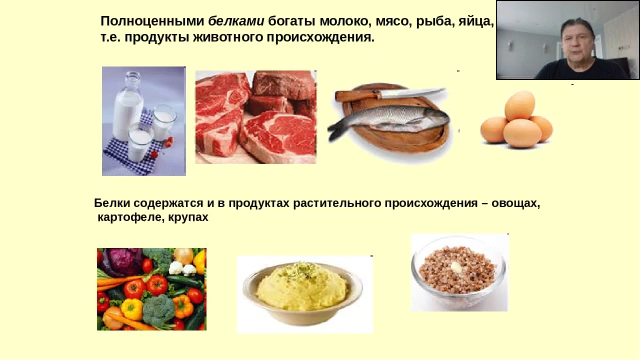 Полноценными белками богаты молоко, мясо, рыба, яйца,
т.е. продукты животного происхождения.
Белки содержатся и в продуктах растительного происхождения – овощах,
картофеле, крупах